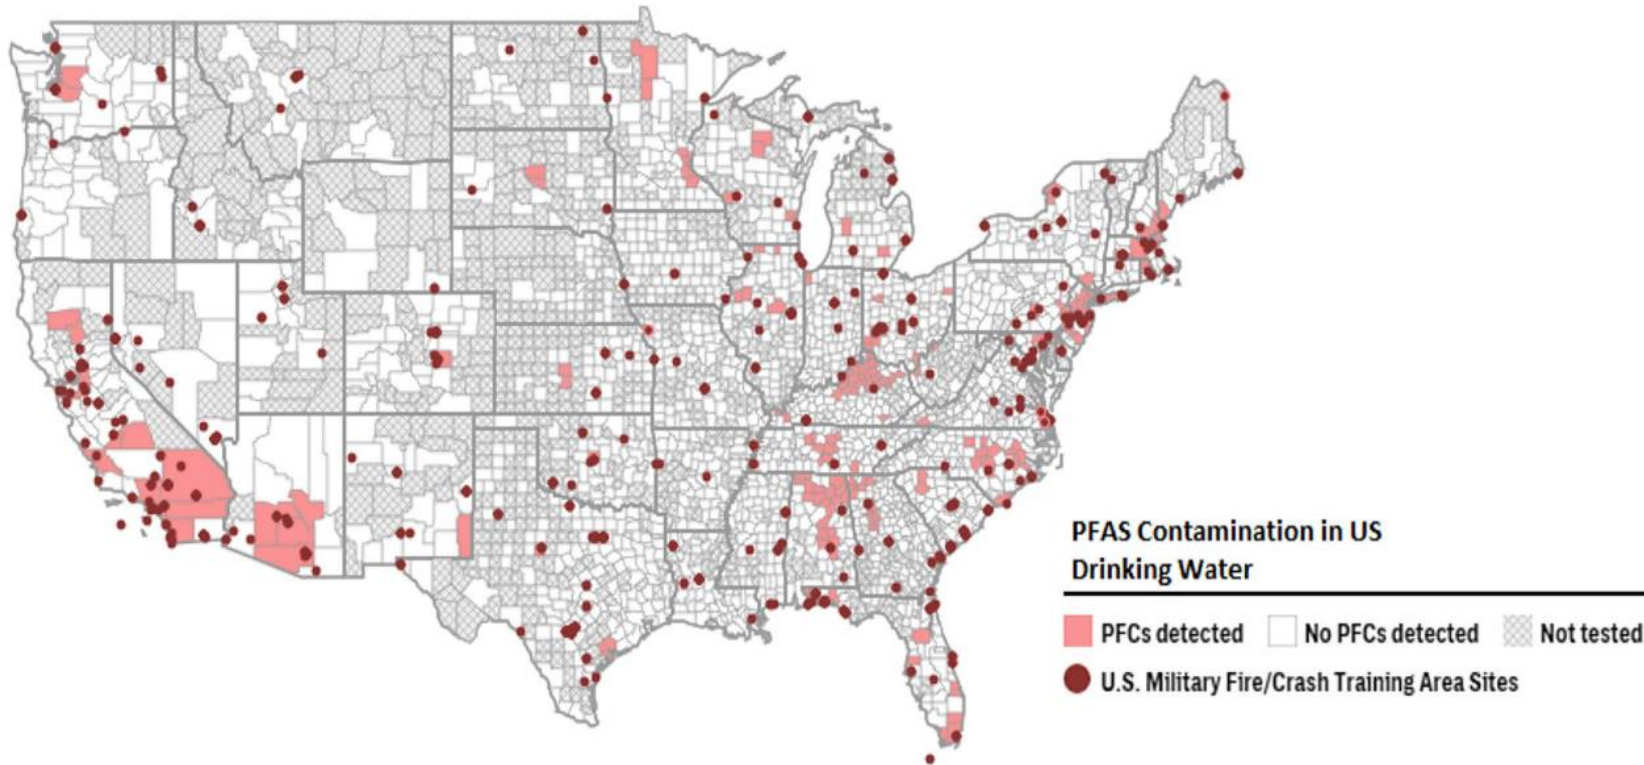 PFAS Contamination in US
Drinking Water
PFCs detected
No PFCs detected
Not tested
U.S. Military Fire/Crash Training Area Sites